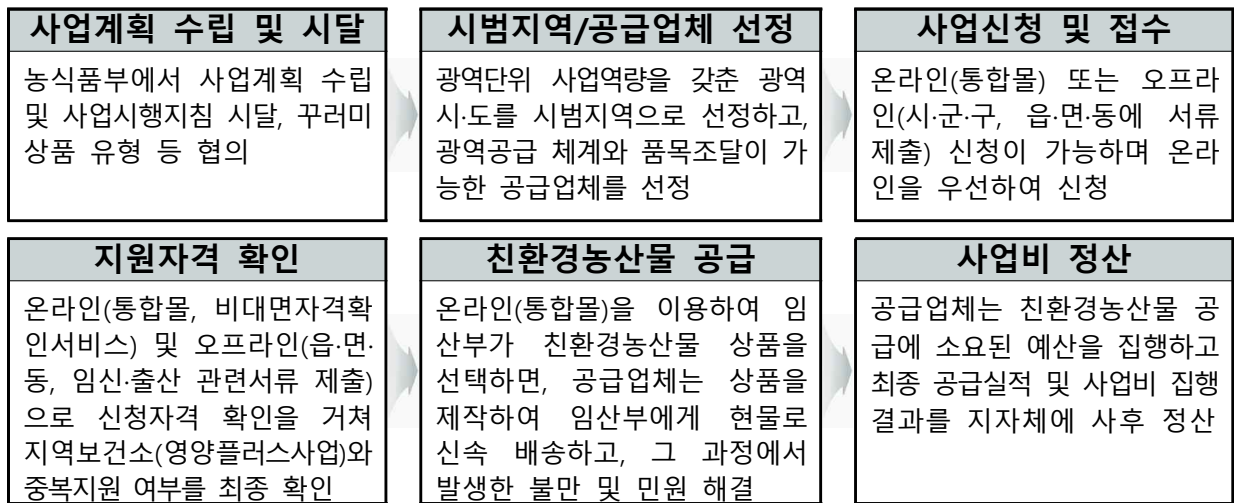 사업계획 수립 및 시달
농식품부에서 사업계획 수립
및 사업시행지침 시달, 꾸러미
상품 유형 등 협의
시범지역/공급업체 선정
광역단위 사업역량을 갖춘 광역
시·도를 시범지역으로 선정하고,
광역공급 체계와 품목조달이 가
능한 공급업체를 선정
사업신청 및 접수
온라인(통합몰) 또는 오프라
인(시·군·구, 읍·면·동에 서류
제출) 신청이 가능하며 온라
인을 우선하여 신청
지원자격 확인
온라인(통합몰, 비대면자격확
인서비스) 및 오프라인(읍·면·
동, 임신·출산 관련서류 제출)
으로 신청자격 확인을 거쳐
지역보건소(영양플러스사업)와
중복지원 여부를 최종 확인
친환경농산물 공급
온라인(통합몰)을 이용하여 임
산부가 친환경농산물 상품을
선택하면, 공급업체는 상품을
제작하여 임산부에게 현물로
신속 배송하고, 그 과정에서
발생한 불만 및 민원 해결
사업비 정산
공급업체는 친환경농산물 공
급에 소요된 예산을 집행하고
최종 공급실적 및 사업비 집행
결과를 지자체에 사후 정산